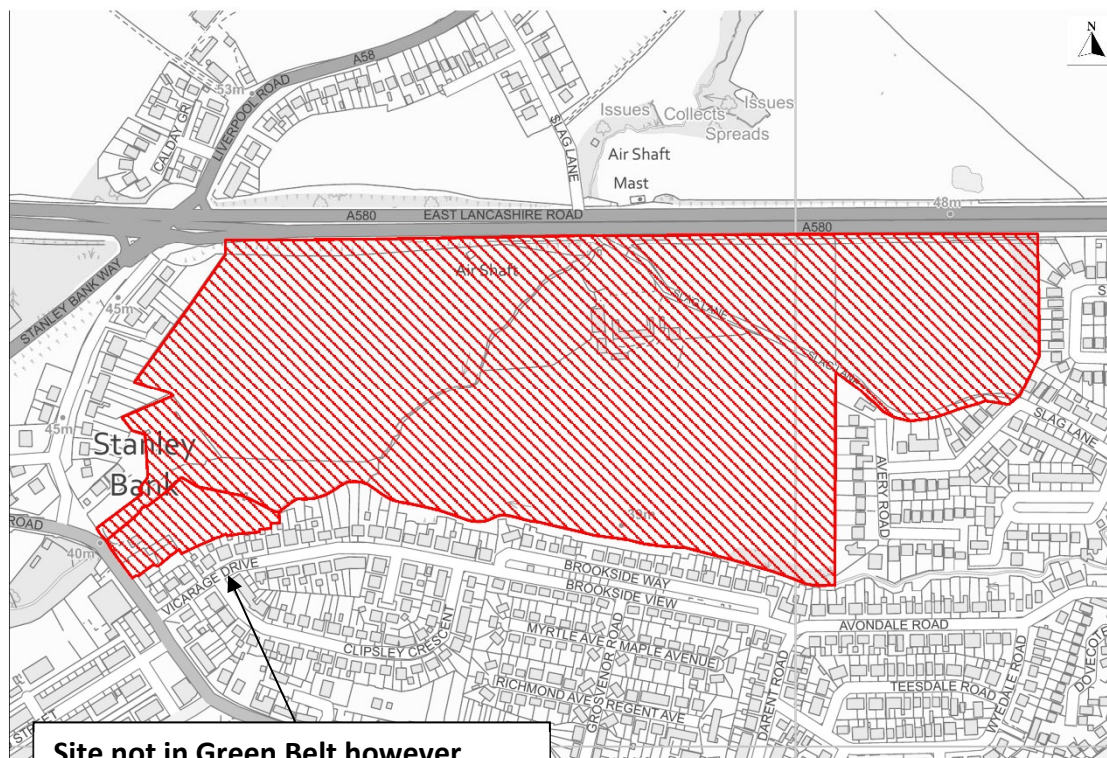 N
A58
53m
LIVERPOOL ROAD
CALDAY GR
SLAG LANE
Issues
Collects
Issues
Spreads
Air Shaft
Mast
48m
A580
EAST LANCASHIRE ROAD
A580
STANLEY BANK WAY
45m
Air Shaft
SLAG LANE
SLAG LANE
45m
Stanley
Bank
SLAG LANE
AVERY ROAD
ROAD
40m
39m
VICARAGE DRIVE
BROOKSIDE WAY
BROOKSIDE VIEW
AVONDALE ROAD
CLIPSLEY CRESCENT
MYRTLE AVE
MAPLE AVENUE
GROSVENOR ROAD
RICHMOND AVE
REGENT AVE
DARENT ROAD
TEESDALE ROAD
WYEDALE ROAD
STREET
Site not in Green Belt however